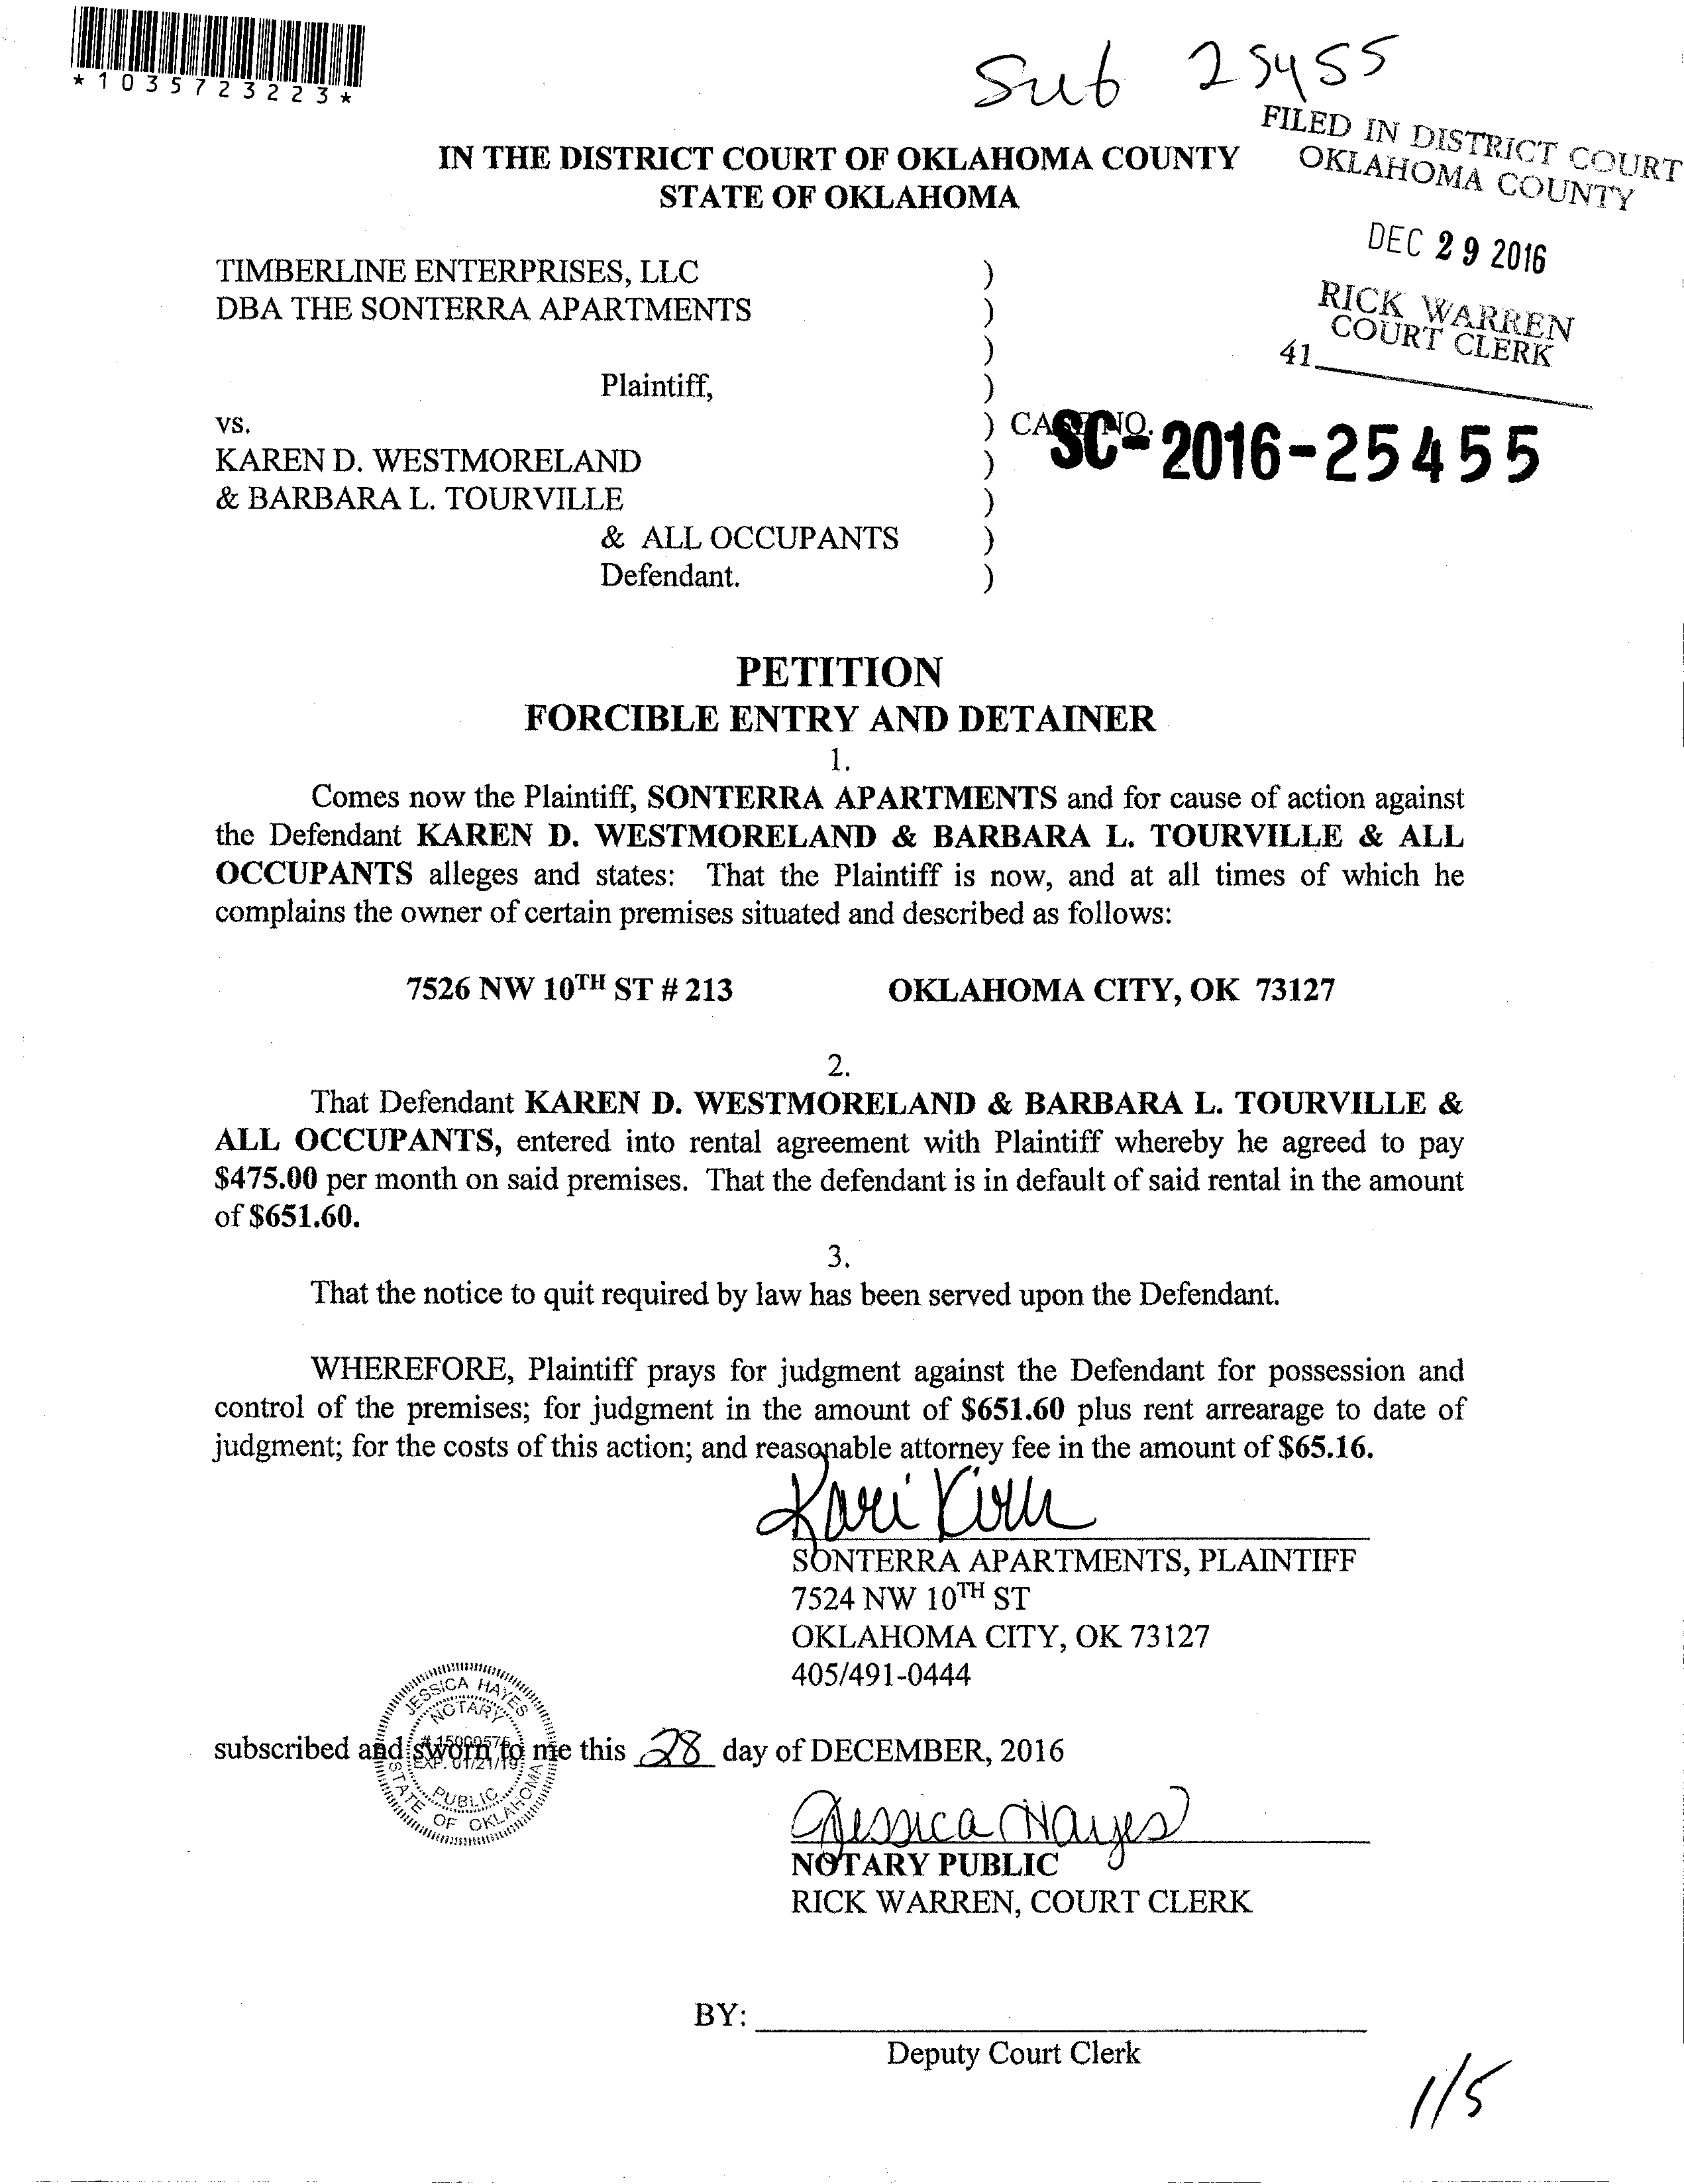 *1035723223*
Sub 25455
FILED IN DISTRICT COURT
OKLAHOMA COUNTY
DEC 29 2016
RICK WARREN
COURT CLERK
41
IN THE DISTRICT COURT OF OKLAHOMA COUNTY
STATE OF OKLAHOMA
TIMBERLINE ENTERPRISES, LLC )
DBA THE SONTERRA APARTMENTS )
)
Plaintiff, )
vs. ) CASE NO. SC-2016-25455
KAREN D. WESTMORELAND )
& BARBARA L. TOURVILLE )
& ALL OCCUPANTS )
Defendant. )
PETITION
FORCIBLE ENTRY AND DETAINER
1.
Comes now the Plaintiff, SONTERRA APARTMENTS and for cause of action against
the Defendant KAREN D. WESTMORELAND & BARBARA L. TOURVILLE & ALL
OCCUPANTS alleges and states: That the Plaintiff is now, and at all times of which he
complains the owner of certain premises situated and described as follows:
7526 NW 10TH ST # 213 OKLAHOMA CITY, OK 73127
2.
That Defendant KAREN D. WESTMORELAND & BARBARA L. TOURVILLE &
ALL OCCUPANTS, entered into rental agreement with Plaintiff whereby he agreed to pay
$475.00 per month on said premises. That the defendant is in default of said rental in the amount
of $651.60.
3.
That the notice to quit required by law has been served upon the Defendant.
WHEREFORE, Plaintiff prays for judgment against the Defendant for possession and
control of the premises; for judgment in the amount of $651.60 plus rent arrearage to date of
judgment; for the costs of this action; and reasonable attorney fee in the amount of $65.16.
Kari Kirk
SONTERRA APARTMENTS, PLAINTIFF
7524 NW 10TH ST
OKLAHOMA CITY, OK 73127
405/491-0444
JESSICA HAYES
NOTARY
# 15000576
EXP. 01/21/19
PUBLIC
STATE OF OKLAHOMA
subscribed and sworn to me this 28 day of DECEMBER, 2016
Jessica Hayes
NOTARY PUBLIC
RICK WARREN, COURT CLERK
BY:
Deputy Court Clerk
1/5